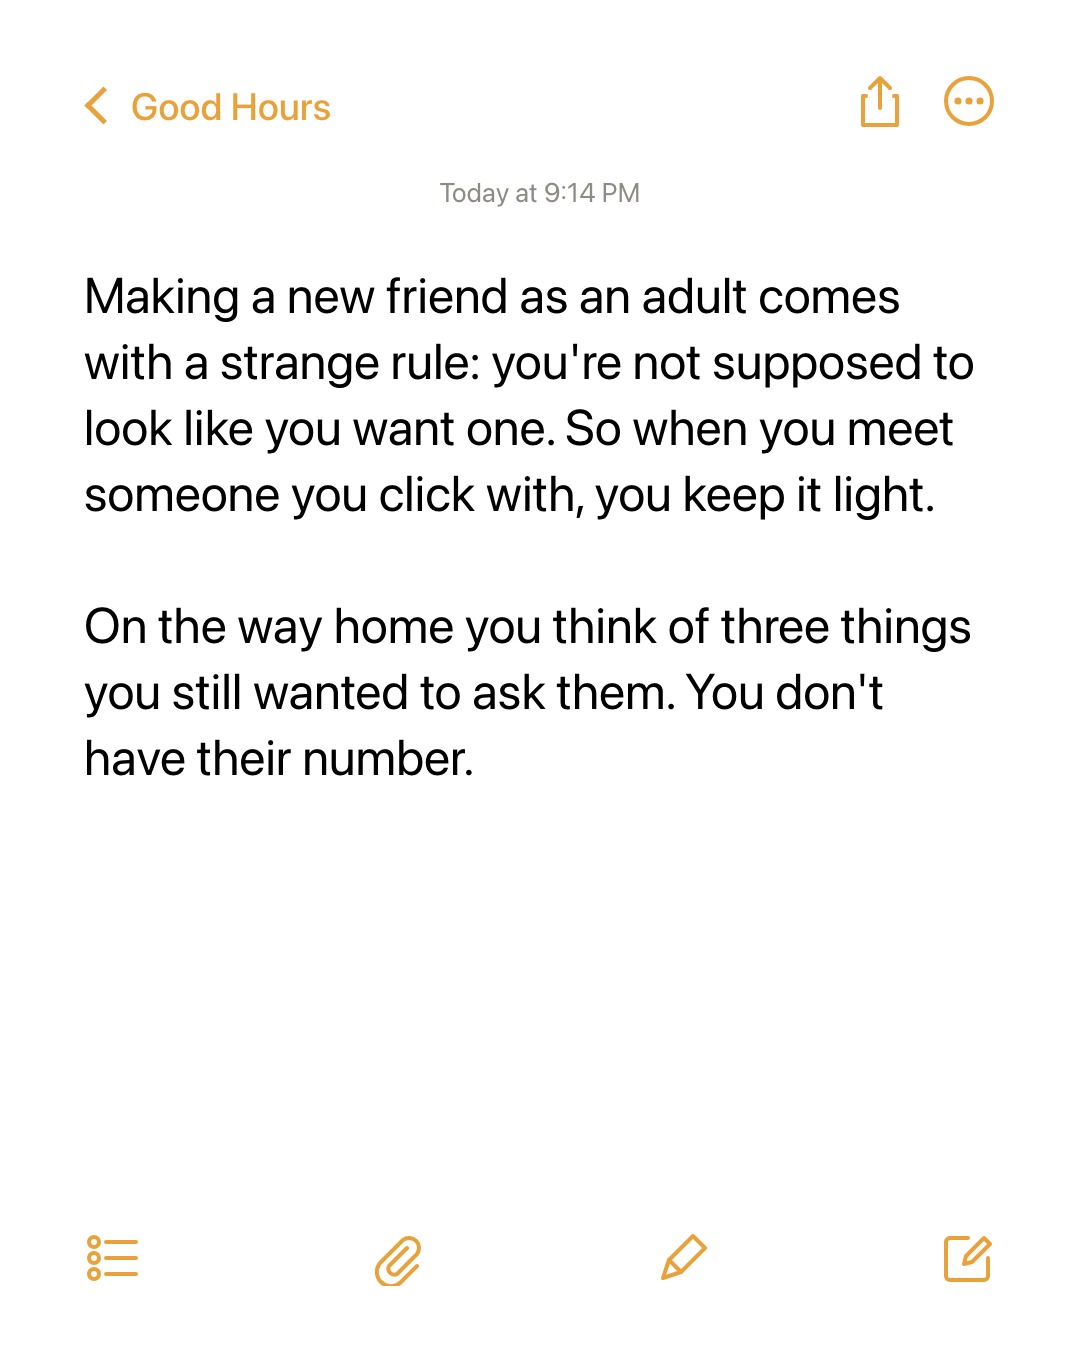 Good Hours
Today at 9:14 PM
Making a new friend as an adult comes
with a strange rule: you're not supposed to
look like you want one. So when you meet
someone you click with, you keep it light.
On the way home you think of three things
you still wanted to ask them. You don't
have their number.